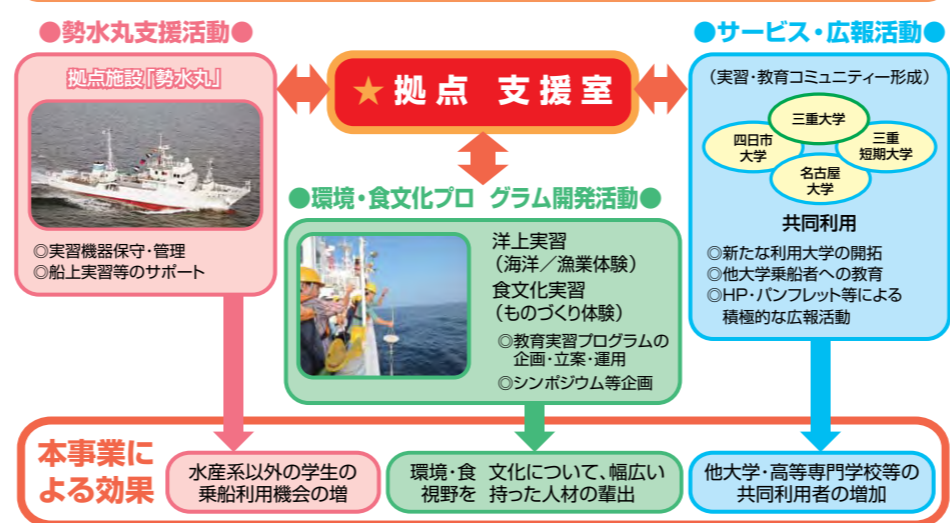 ●勢水丸支援活動●
拠点施設「勢水丸」
◎実習機器保守・管理
◎船上実習等のサポート
★拠点 支援室
●環境・食文化プロ グラム開発活動●
洋上実習
（海洋／漁業体験）
食文化実習
（ものづくり体験）
◎教育実習プログラムの
企画・立案・運用
◎シンポジウム等企画
●サービス・広報活動●
（実習・教育コミュニティー形成）
三重大学
四日市
大学
三重
短期大学
名古屋
大学
共同利用
◎新たな利用大学の開拓
◎他大学乗船者への教育
◎HP・パンフレット等による
積極的な広報活動
本事業に
よる効果
水産系以外の学生の
乗船利用機会の増
環境・食 文化について、幅広い
視野を 持った人材の輩出
他大学・高等専門学校等の
共同利用者の増加